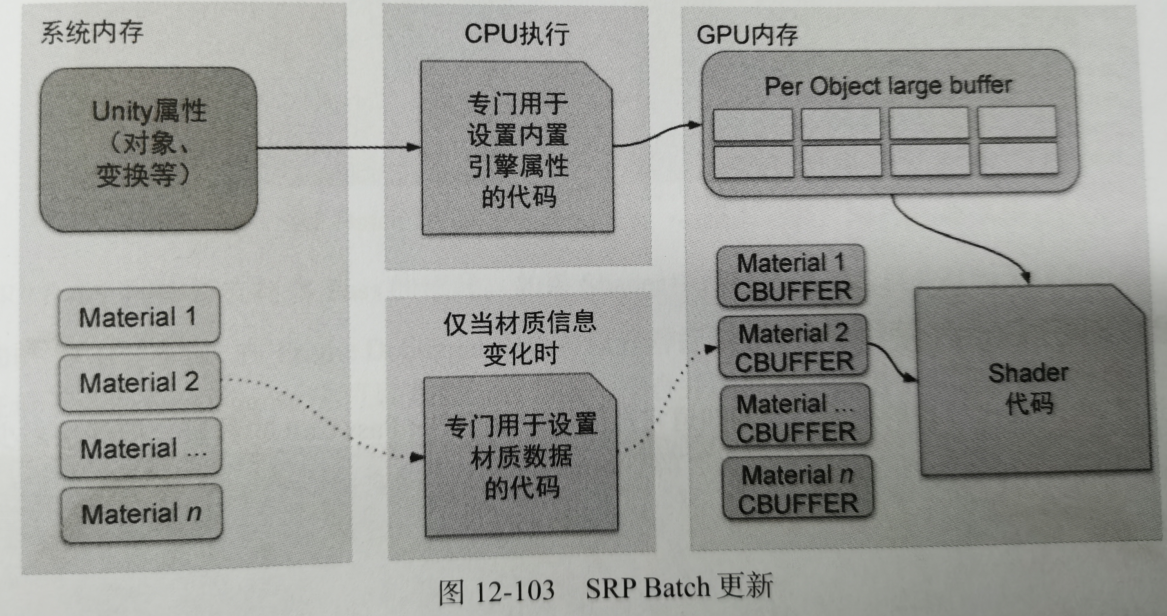 系统内存
Unity属性
（对象、
变换等）
Material 1
Material 2
Material ...
Material n
CPU执行
专门用于
设置内置
引擎属性
的代码
仅当材质信息
变化时
专门用于设置
材质数据
的代码
GPU内存
Per Object large buffer
Material 1
CBUFFER
Material 2
CBUFFER
Material ...
CBUFFER
Material n
CBUFFER
Shader
代码
图 12-103 SRP Batch 更新